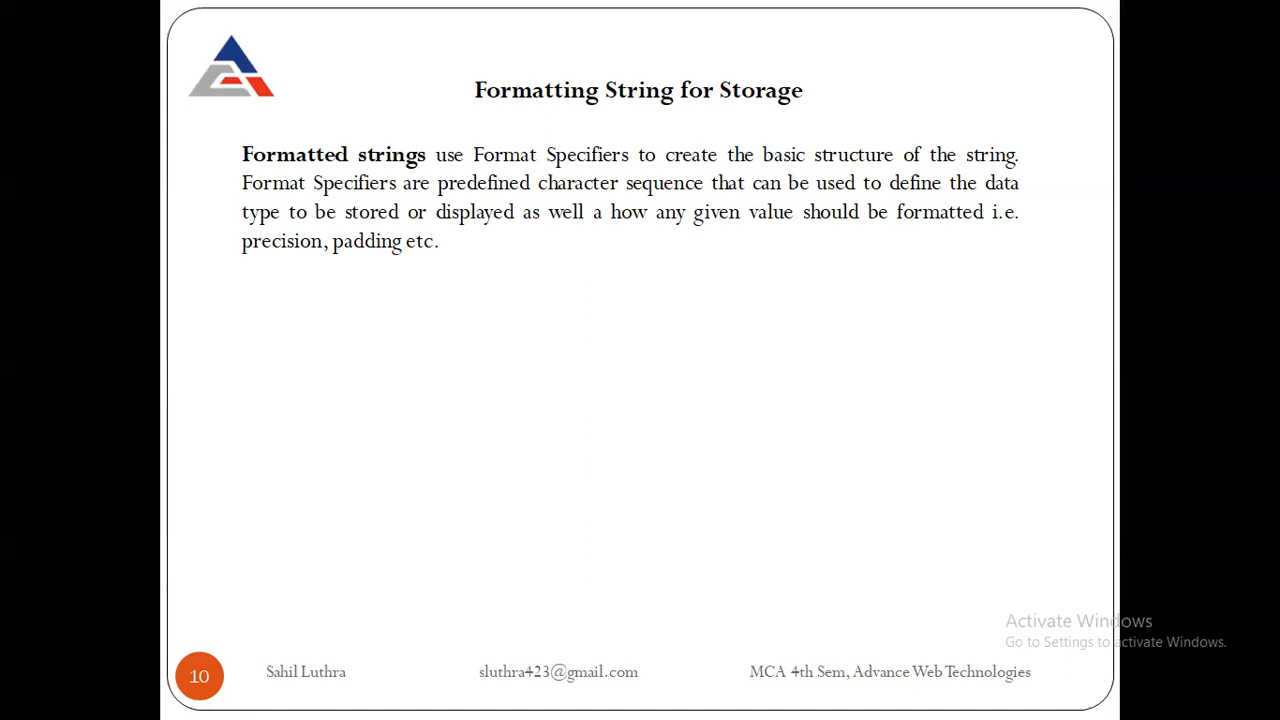 Formatting String for Storage
Formatted strings use Format Specifiers to create the basic structure of the string.
Format Specifiers are predefined character sequence that can be used to define the data
type to be stored or displayed as well a how any given value should be formatted i.e.
precision, padding etc.
Activate Windows
Go to Settings to activate Windows.
10 Sahil Luthra sluthra423@gmail.com MCA 4th Sem, Advance Web Technologies